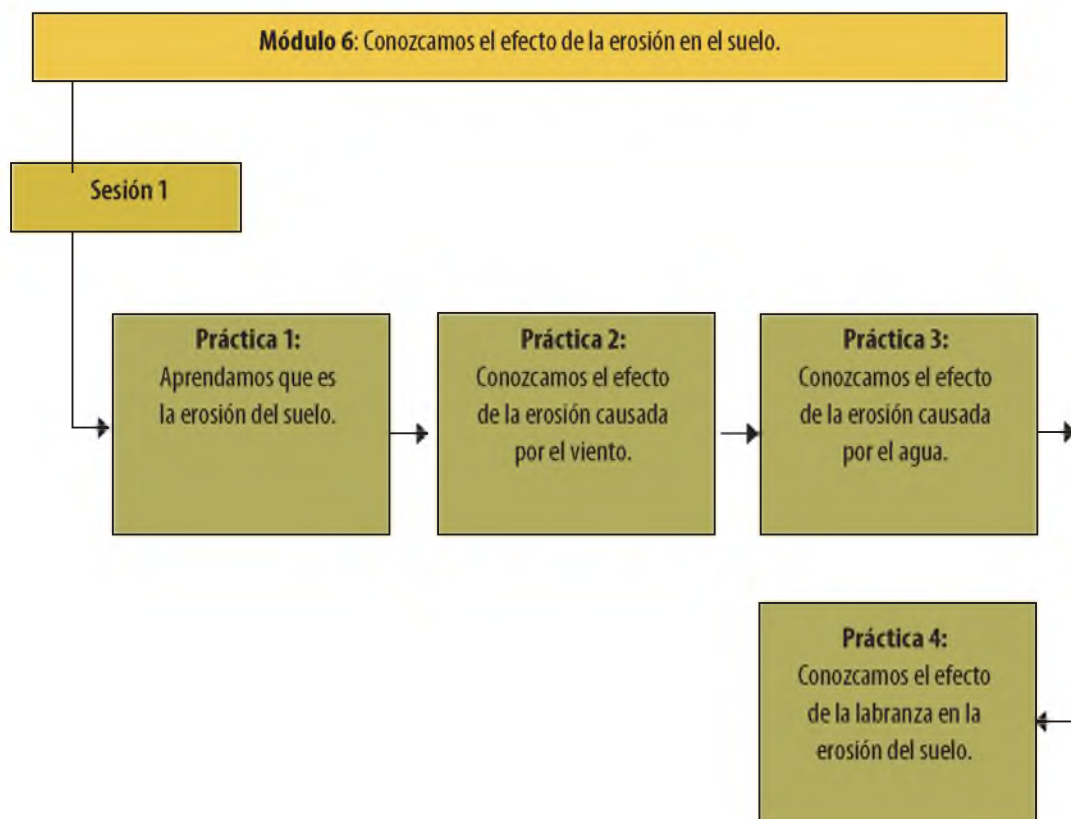 Módulo 6: Conozcamos el efecto de la erosión en el suelo.
Sesión 1
Práctica 1:
Aprendamos que es
la erosión del suelo.
Práctica 2:
Conozcamos el efecto
de la erosión causada
por el viento.
Práctica 3:
Conozcamos el efecto
de la erosión causada
por el agua.
Práctica 4:
Conozcamos el efecto
de la labranza en la
erosión del suelo.